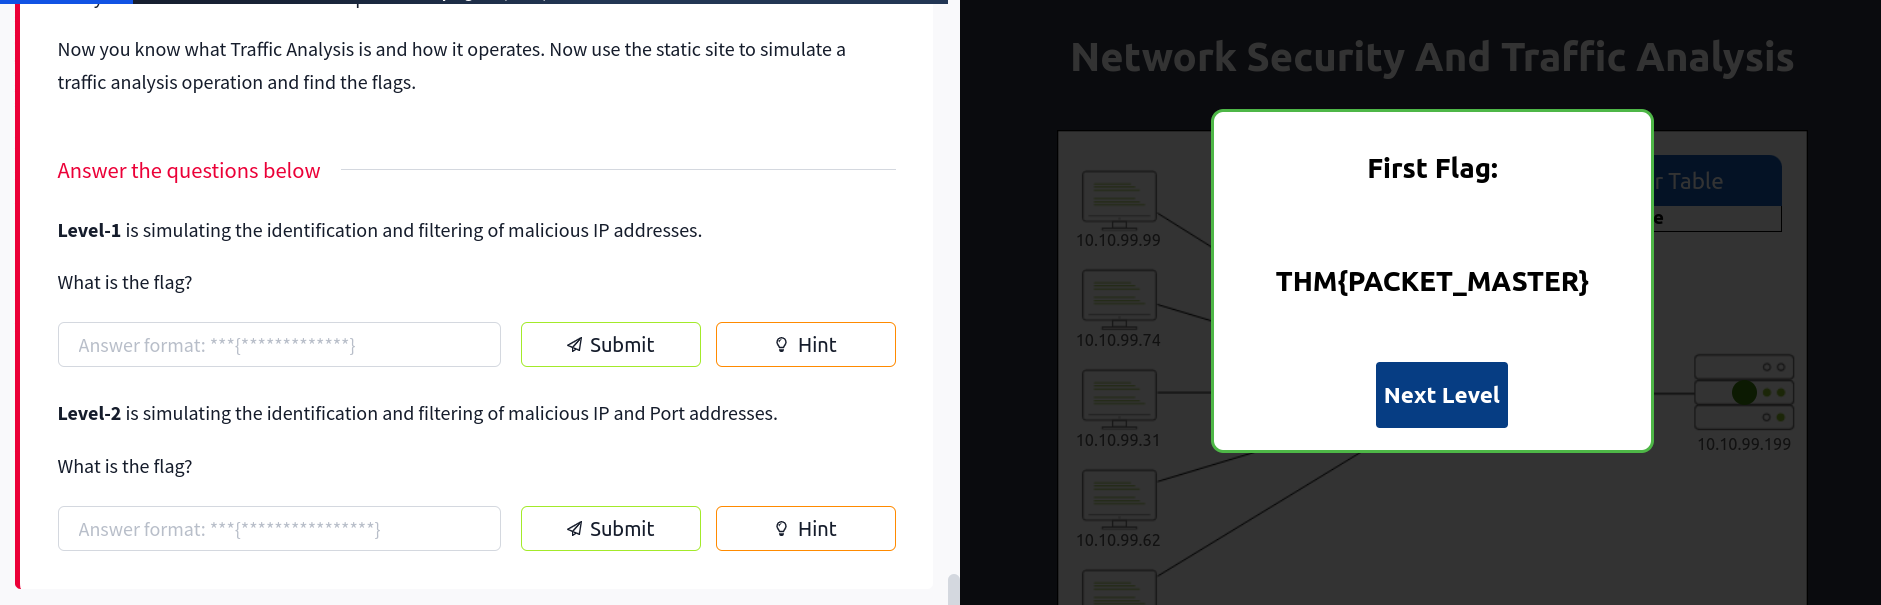 Now you know what Traffic Analysis is and how it operates. Now use the static site to simulate a
traffic analysis operation and find the flags.
Answer the questions below
Level-1 is simulating the identification and filtering of malicious IP addresses.
What is the flag?
Answer format: ***{*************}
Submit
Hint
Level-2 is simulating the identification and filtering of malicious IP and Port addresses.
What is the flag?
Answer format: ***{****************}
Submit
Hint
Network Security And Traffic Analysis
First Flag:
THM{PACKET_MASTER}
Next Level
Table
10.10.99.99
10.10.99.74
10.10.99.31
10.10.99.62
10.10.99.199